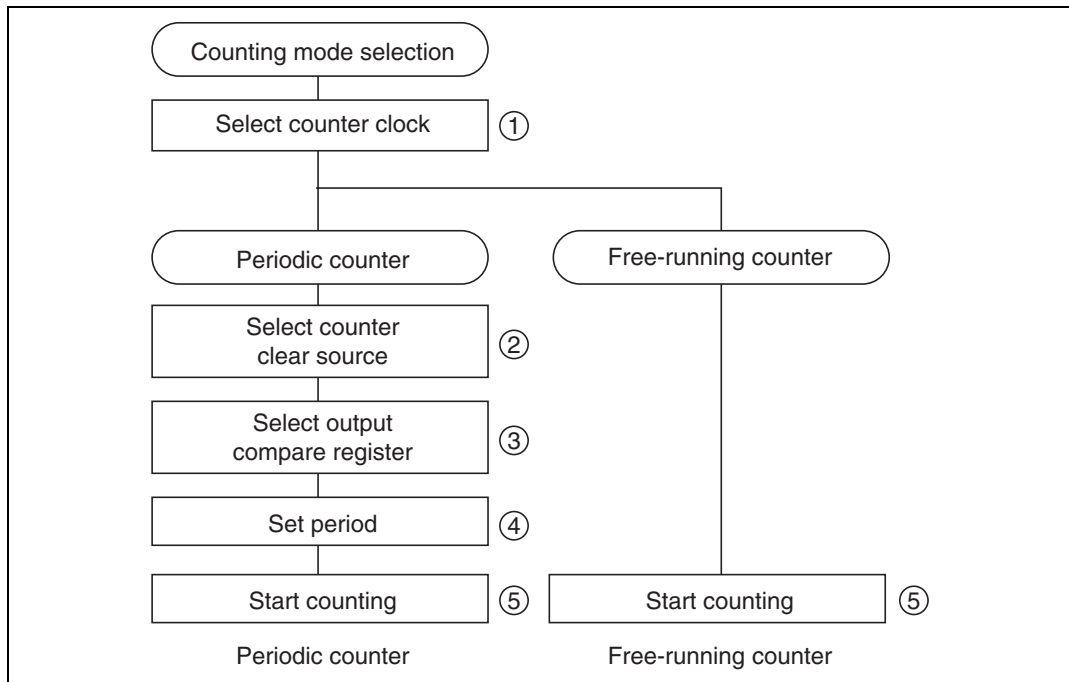 Counting mode selection
Select counter clock ①
Periodic counter
Free-running counter
Select counter
clear source ②
Select output
compare register ③
Set period ④
Start counting ⑤
Start counting ⑤
Periodic counter
Free-running counter